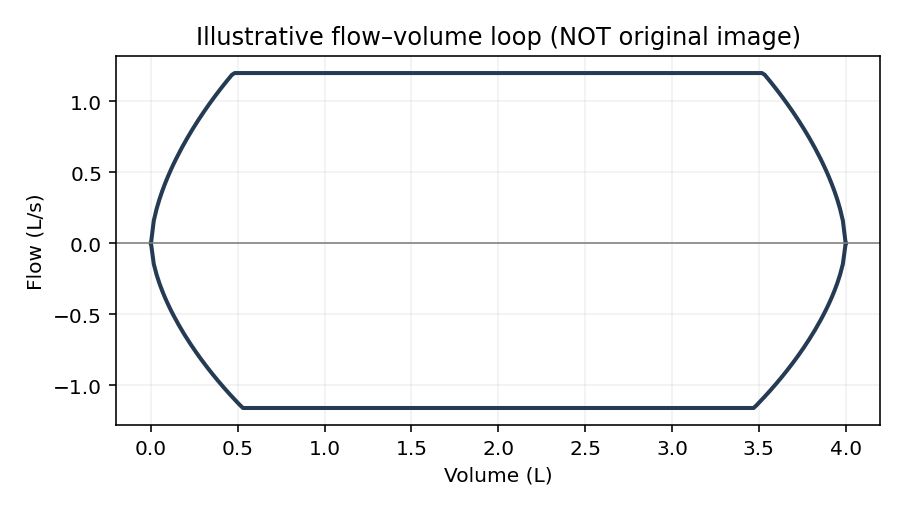 Illustrative flow–volume loop (NOT original image)
Flow (L/s)
1.0
0.5
0.0
−0.5
−1.0
0.0 0.5 1.0 1.5 2.0 2.5 3.0 3.5 4.0
Volume (L)